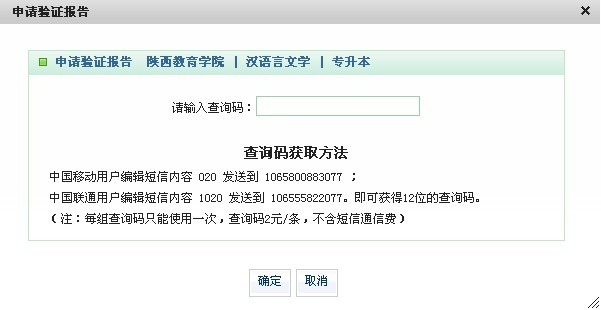 申请验证报告
申请验证报告 陕西教育学院 | 汉语言文学 | 专升本
请输入查询码：
查询码获取方法
中国移动用户编辑短信内容 020 发送到 1065800883077 ；
中国联通用户编辑短信内容 1020 发送到 106555822077。即可获得12位的查询码。
（注：每组查询码只能使用一次，查询码2元/条，不含短信通信费）
确定 取消